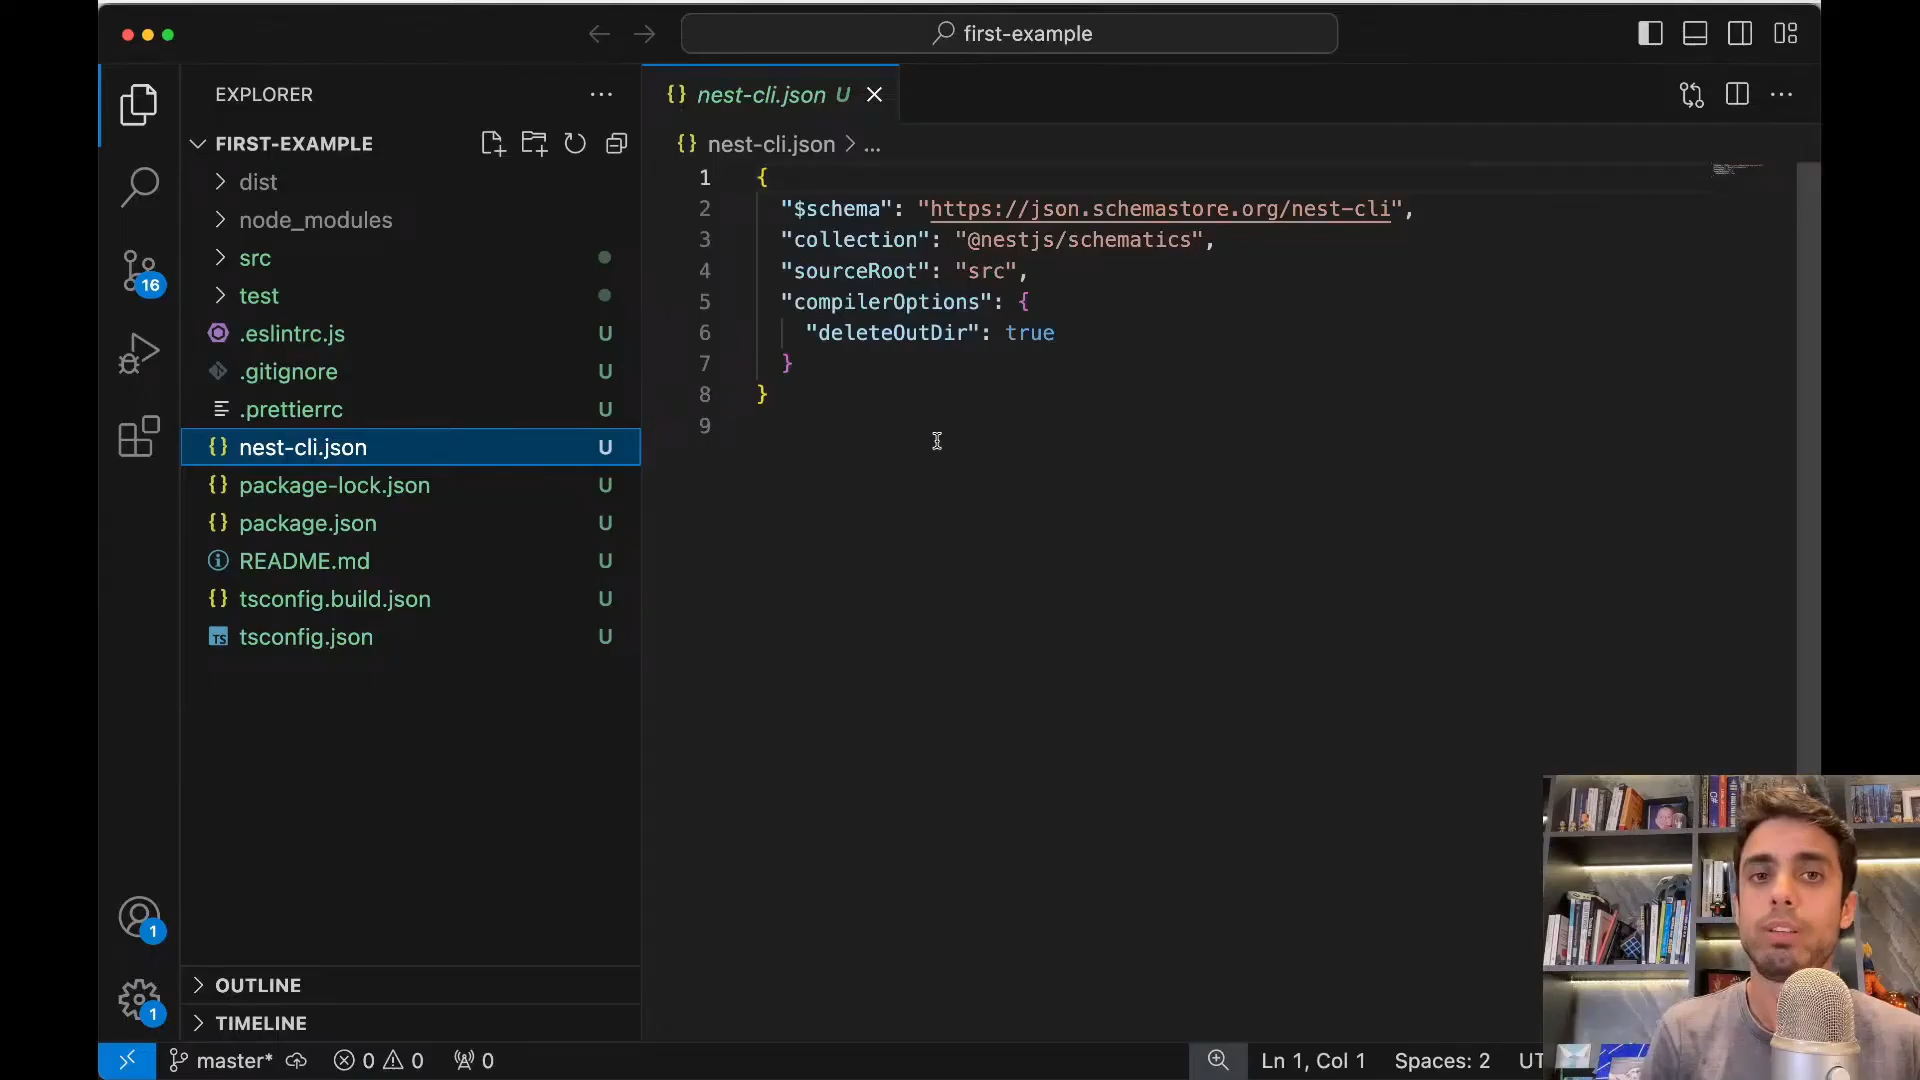 first-example
EXPLORER
FIRST-EXAMPLE
dist
node_modules
src
test
.eslintrc.js U
.gitignore U
.prettierrc U
nest-cli.json U
package-lock.json U
package.json U
README.md U
tsconfig.build.json U
TS tsconfig.json U
OUTLINE
TIMELINE
16
1
1
{} nest-cli.json U
{} nest-cli.json > ...
1 {
2 "$schema": "https://json.schemastore.org/nest-cli",
3 "collection": "@nestjs/schematics",
4 "sourceRoot": "src",
5 "compilerOptions": {
6 "deleteOutDir": true
7 }
8 }
9
master* 0 0 0 Ln 1, Col 1 Spaces: 2 UT
C#